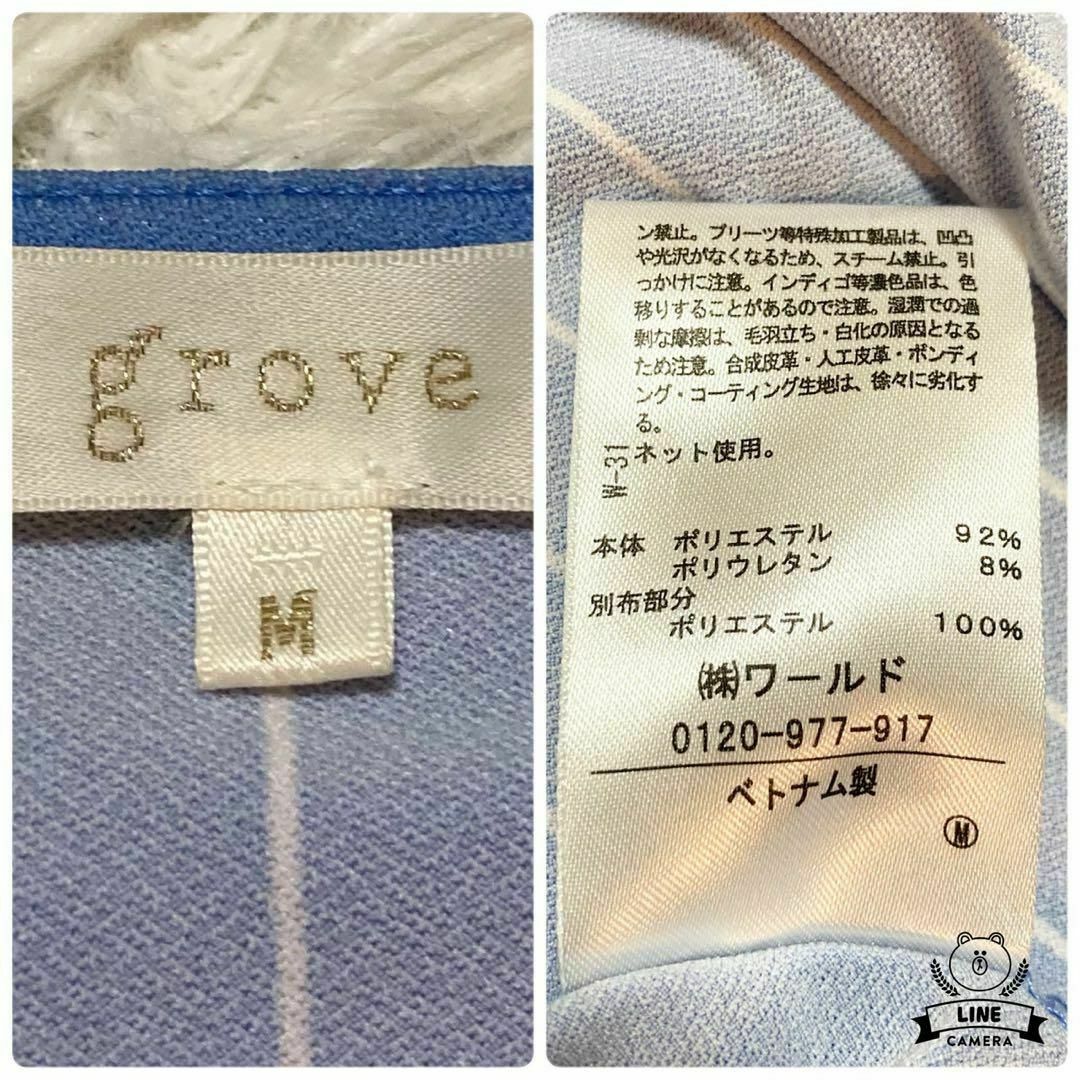 grove
M
ン禁止。プリーツ等特殊加工製品は、凹凸
や光沢がなくなるため、スチーム禁止。引
っかけに注意。インディゴ等濃色品は、色
移りすることがあるので注意。湿潤での過
剰な摩擦は、毛羽立ち・白化の原因となる
ため注意。合成皮革・人工皮革・ボンディ
ング・コーティング生地は、徐々に劣化す
る。
ネット使用。
W-31
本体 ポリエステル 92%
ポリウレタン 8%
別布部分
ポリエステル 100%
㈱ワールド
0120-977-917
ベトナム製
Ⓜ
LINE
CAMERA